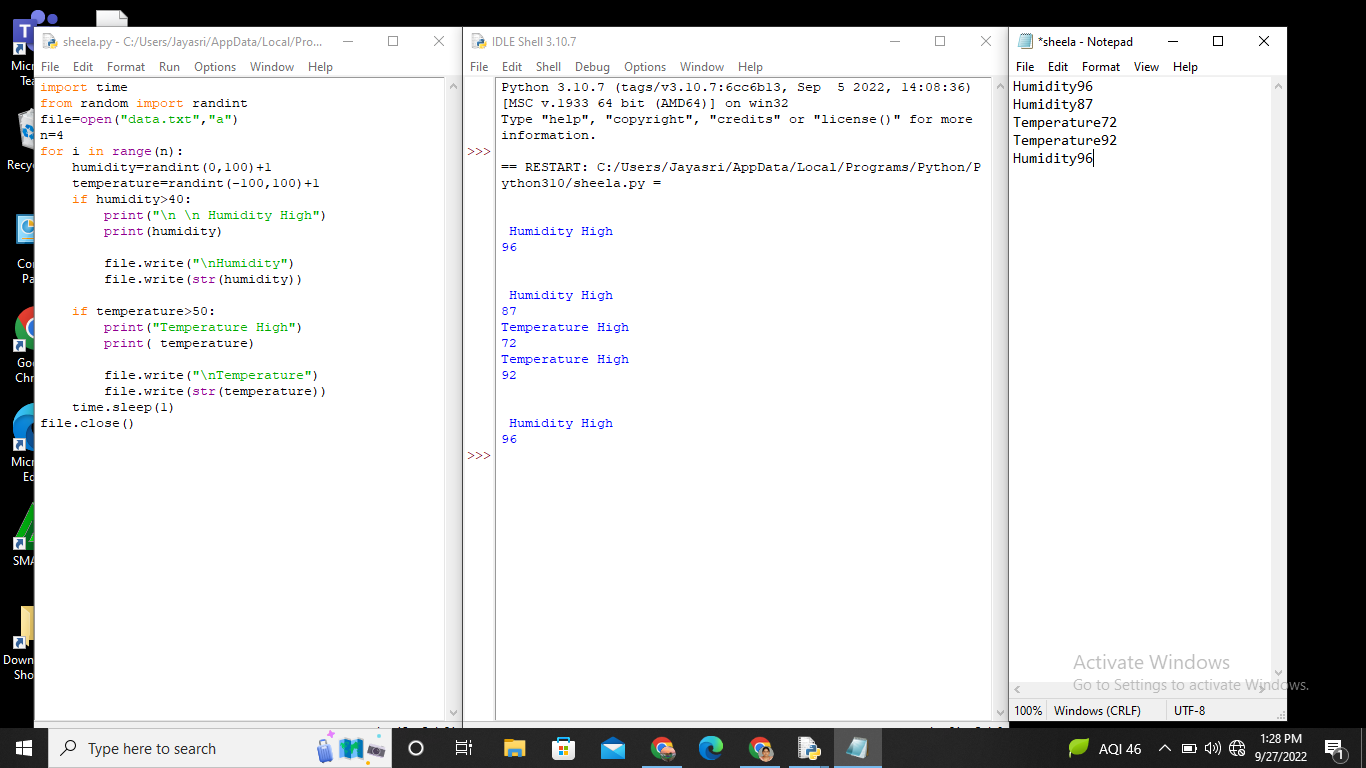 sheela.py - C:/Users/Jayasri/AppData/Local/Pro...
File Edit Format Run Options Window Help
import time
from random import randint
file=open("data.txt","a")
n=4
for i in range(n):
    humidity=randint(0,100)+1
    temperature=randint(-100,100)+1
    if humidity>40:
        print("\n \n Humidity High")
        print(humidity)
        file.write("\nHumidity")
        file.write(str(humidity))
    if temperature>50:
        print("Temperature High")
        print( temperature)
        file.write("\nTemperature")
        file.write(str(temperature))
    time.sleep(1)
file.close()
IDLE Shell 3.10.7
File Edit Shell Debug Options Window Help
Python 3.10.7 (tags/v3.10.7:6cc6b13, Sep  5 2022, 14:08:36)
[MSC v.1933 64 bit (AMD64)] on win32
Type "help", "copyright", "credits" or "license()" for more
information.
>>>
== RESTART: C:/Users/Jayasri/AppData/Local/Programs/Python/P
ython310/sheela.py =
 Humidity High
96
 Humidity High
87
Temperature High
72
Temperature High
92
 Humidity High
96
>>>
*sheela - Notepad
File Edit Format View Help
Humidity96
Humidity87
Temperature72
Temperature92
Humidity96
Activate Windows
Go to Settings to activate Windows.
100% Windows (CRLF) UTF-8
Type here to search
AQI 46
1:28 PM
9/27/2022
1